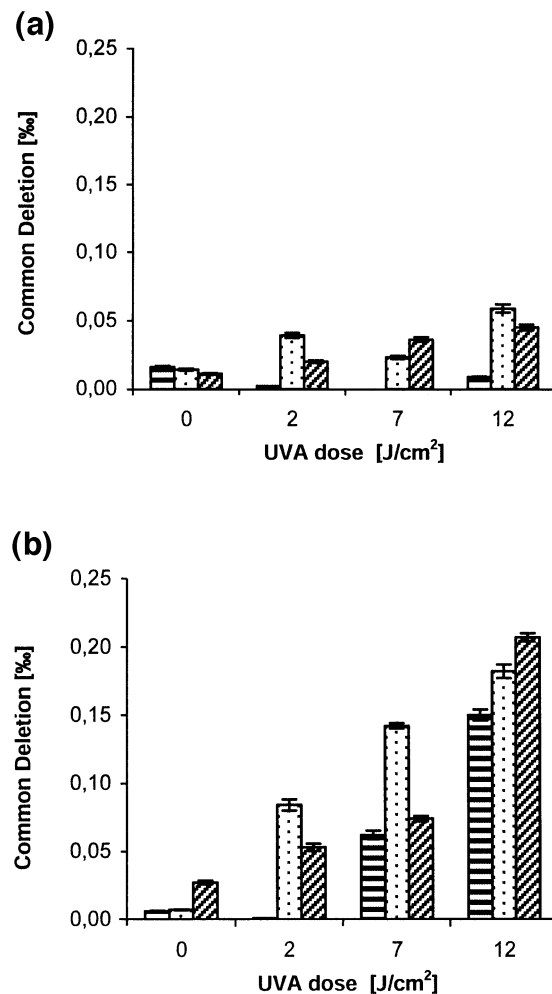 (a)
0,25
0,20
0,15
0,10
0,05
0,00
Common Deletion [‰]
0 2 7 12
UVA dose [J/cm²]
(b)
0,25
0,20
0,15
0,10
0,05
0,00
Common Deletion [‰]
0 2 7 12
UVA dose [J/cm²]